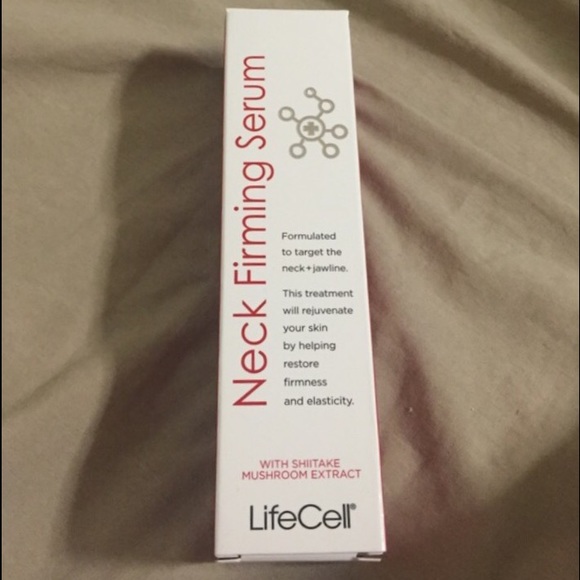 Neck Firming Serum
Formulated
to target the
neck+jawline.
This treatment
will rejuvenate
your skin
by helping
restore
firmness
and elasticity.
WITH SHIITAKE
MUSHROOM EXTRACT
LifeCell®